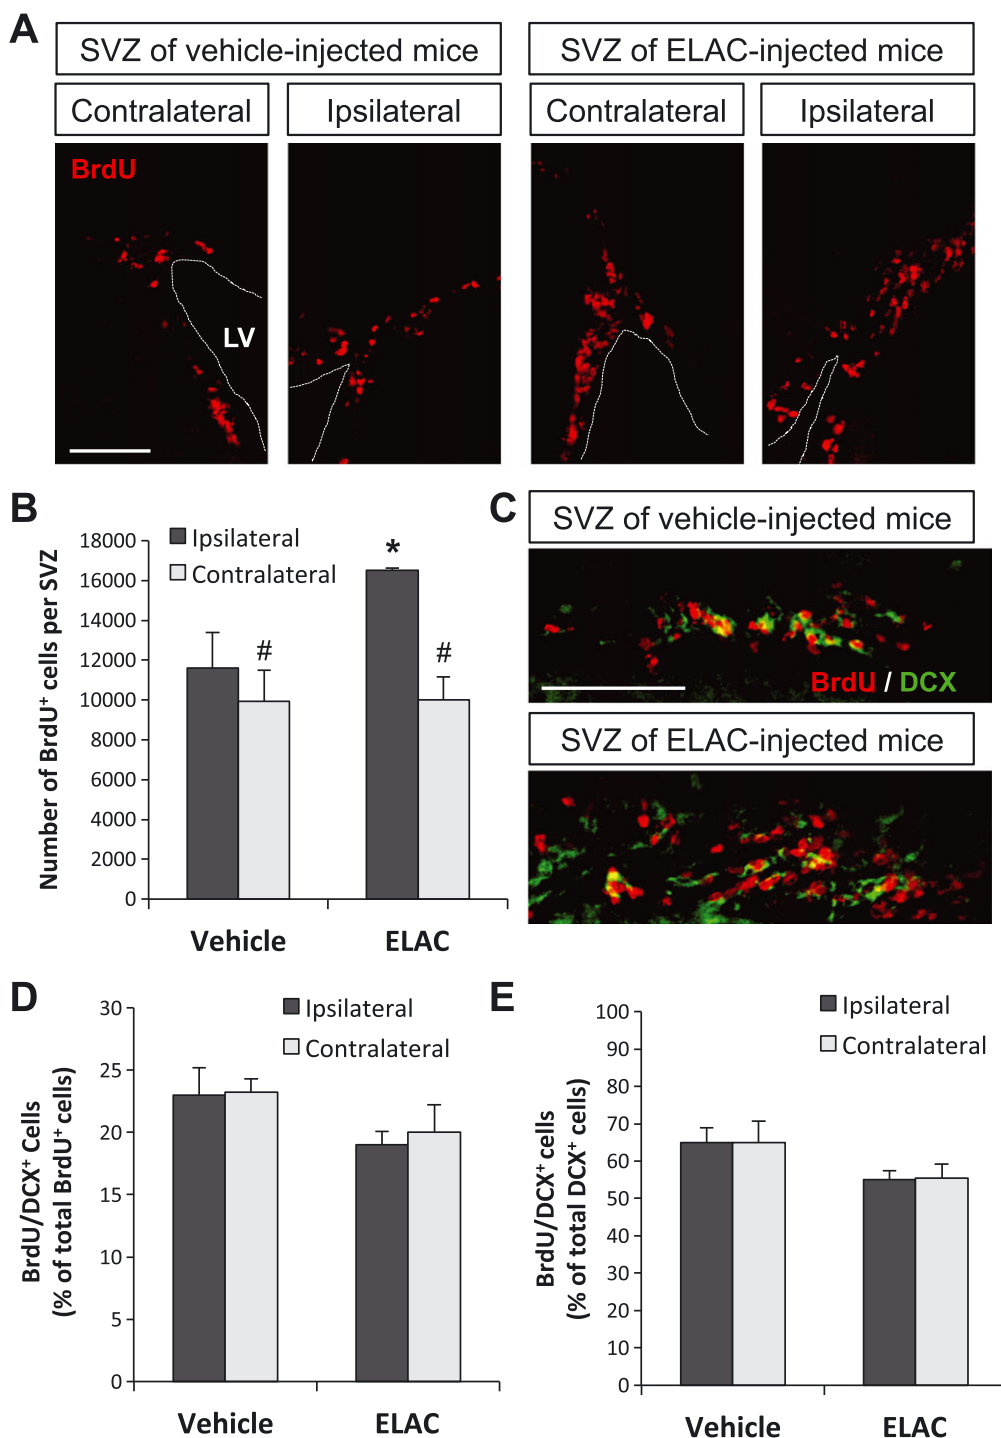 A
SVZ of vehicle-injected mice
SVZ of ELAC-injected mice
Contralateral
Ipsilateral
Contralateral
Ipsilateral
BrdU
LV
B
Number of BrdU⁺ cells per SVZ
18000
16000
14000
12000
10000
8000
6000
4000
2000
0
Ipsilateral
Contralateral
#
*
#
Vehicle
ELAC
C
SVZ of vehicle-injected mice
BrdU / DCX
SVZ of ELAC-injected mice
D
BrdU/DCX⁺ Cells
(% of total BrdU⁺ cells)
30
25
20
15
10
5
0
Ipsilateral
Contralateral
Vehicle
ELAC
E
BrdU/DCX⁺ cells
(% of total DCX⁺ cells)
100
90
80
70
60
50
40
30
20
10
0
Ipsilateral
Contralateral
Vehicle
ELAC